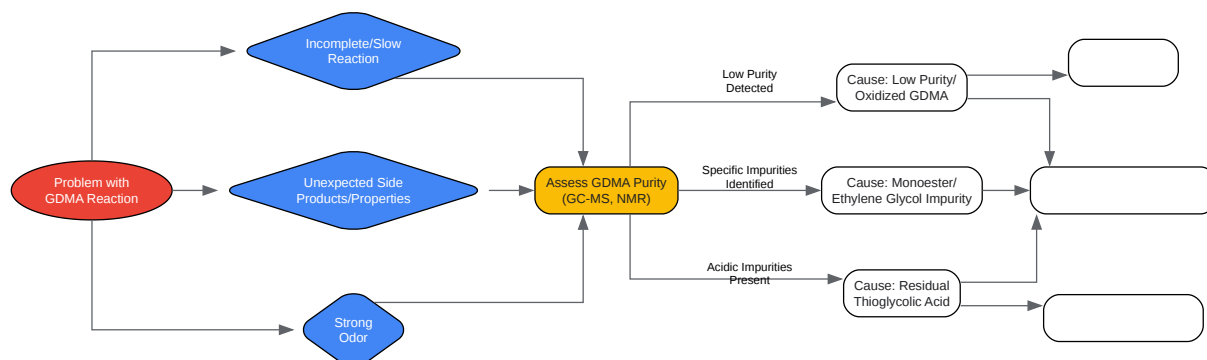 Incomplete/Slow
Reaction
Problem with
GDMA Reaction
Unexpected Side
Products/Properties
Strong
Odor
Assess GDMA Purity
(GC-MS, NMR)
Low Purity
Detected
Specific Impurities
Identified
Acidic Impurities
Present
Cause: Low Purity/
Oxidized GDMA
Cause: Monoester/
Ethylene Glycol Impurity
Cause: Residual
Thioglycolic Acid